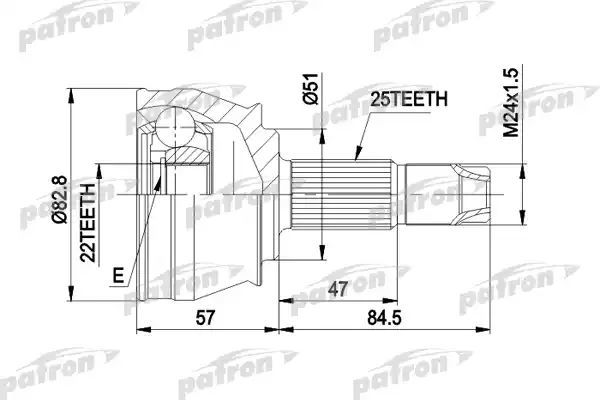 patron
patron
patron
patron
patron
patron
patron
patron
patron
patron
patron
patron
Ø51
25TEETH
M24x1.5
Ø82.8
22TEETH
E
47
57
84.5